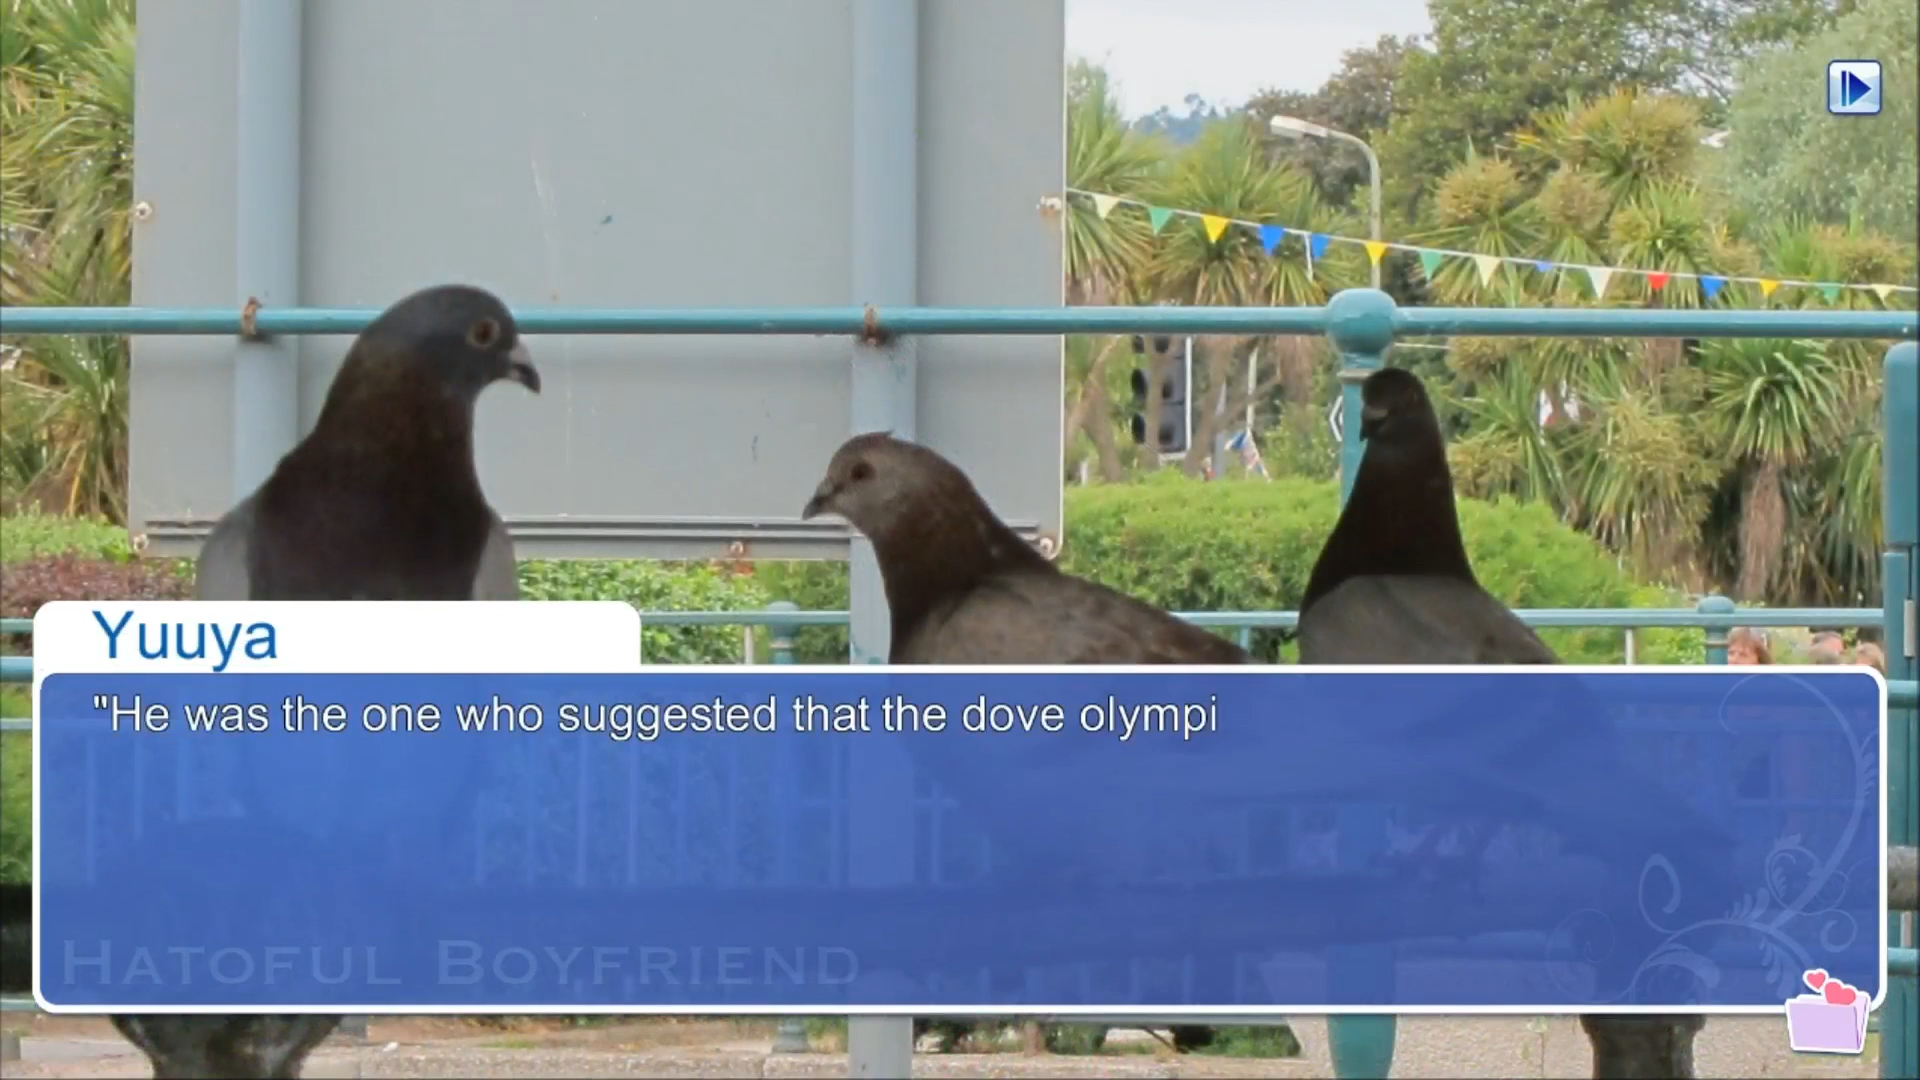 Yuuya
"He was the one who suggested that the dove olympi
HATOFUL BOYFRIEND